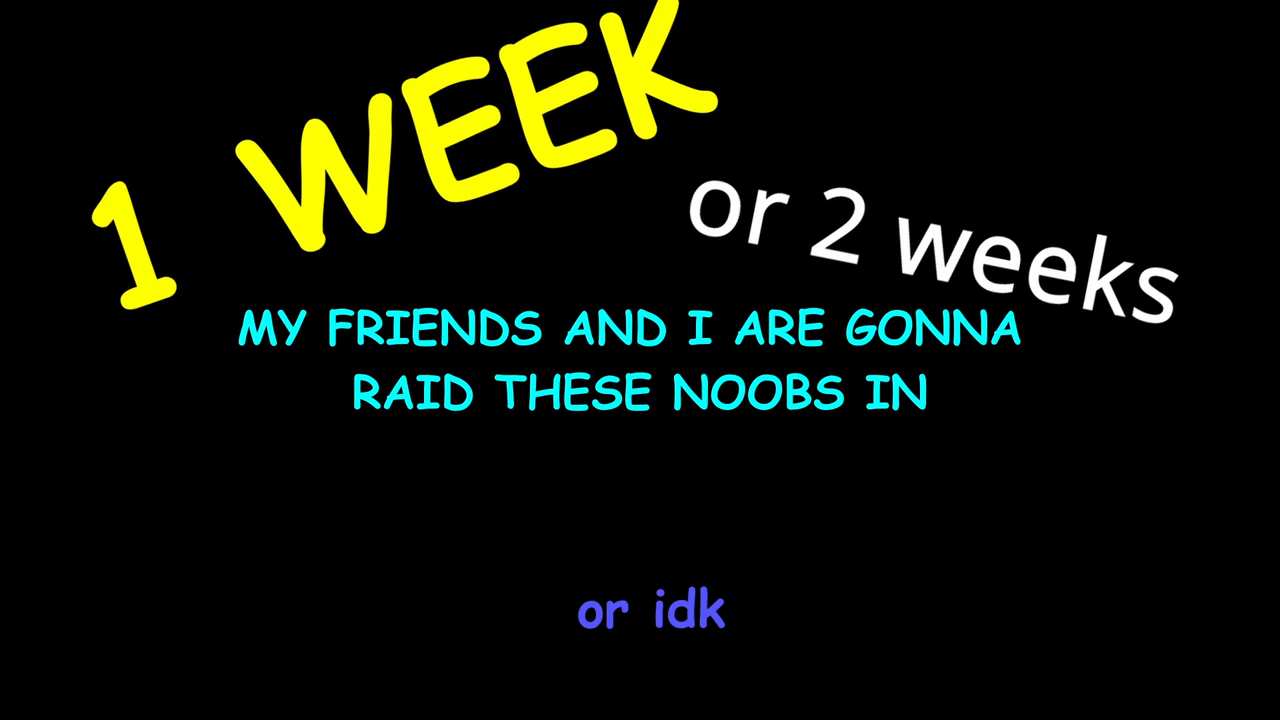 1 WEEK
or 2 weeks
MY FRIENDS AND I ARE GONNA
RAID THESE NOOBS IN
or idk